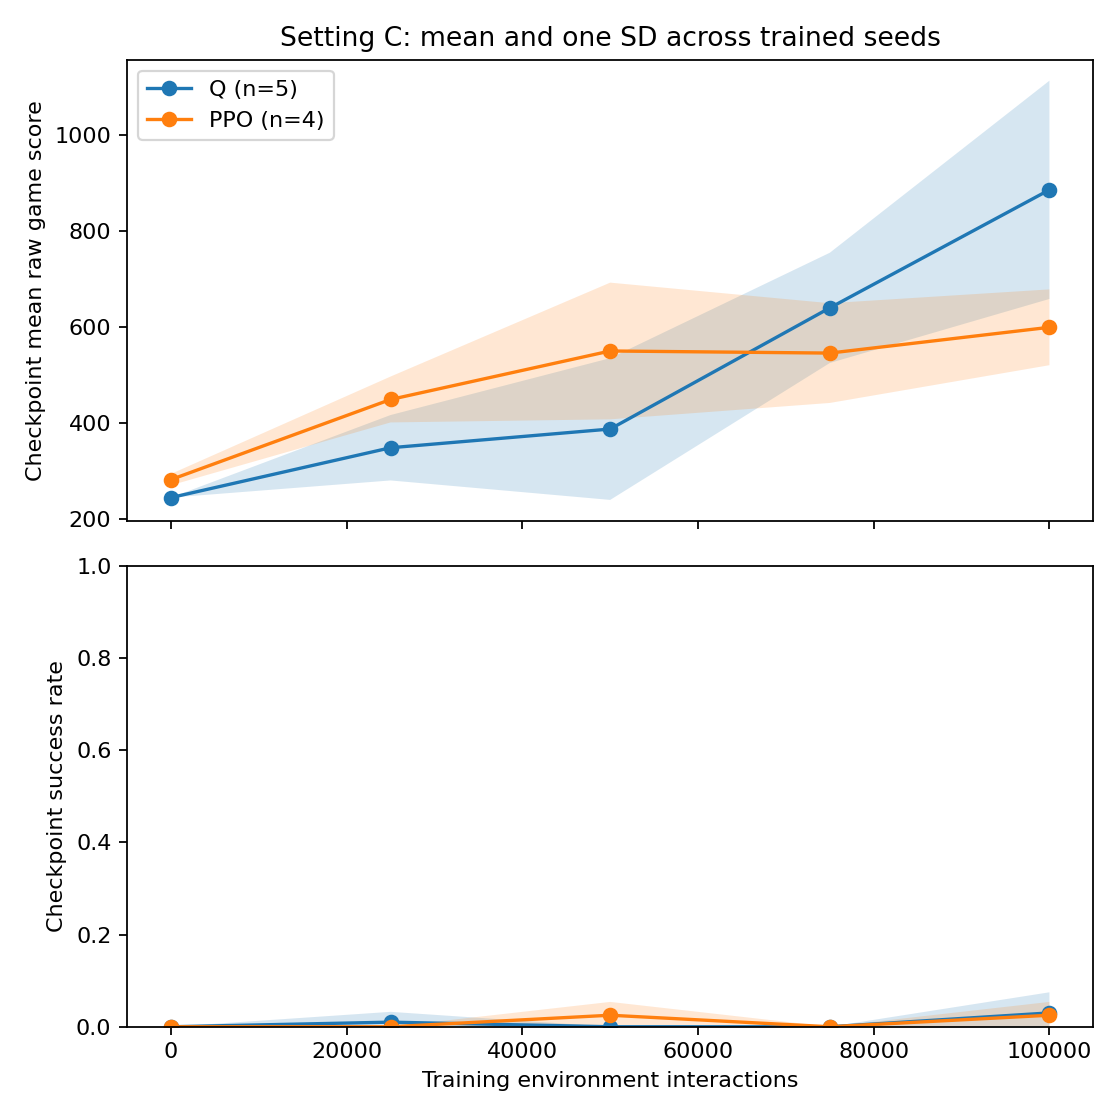 Setting C: mean and one SD across trained seeds
Q (n=5)
PPO (n=4)
Checkpoint mean raw game score
1000
800
600
400
200
Checkpoint success rate
1.0
0.8
0.6
0.4
0.2
0.0
0 20000 40000 60000 80000 100000
Training environment interactions